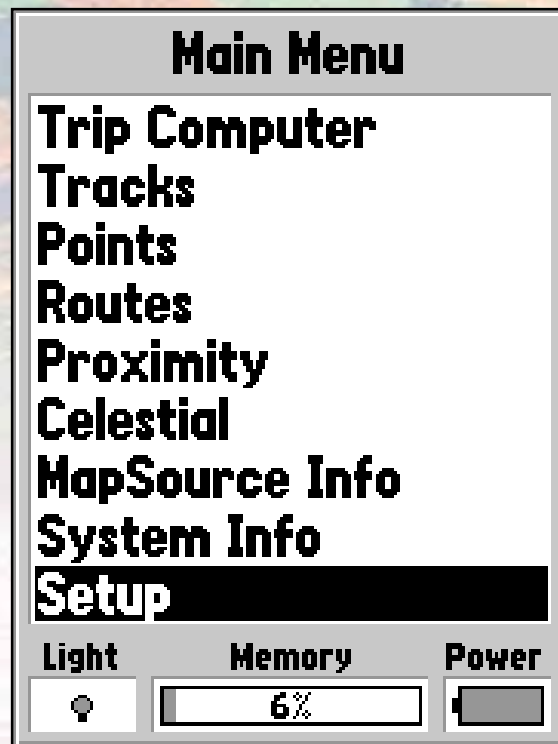 Main Menu
Trip Computer
Tracks
Points
Routes
Proximity
Celestial
MapSource Info
System Info
Setup
Light Memory Power
6%